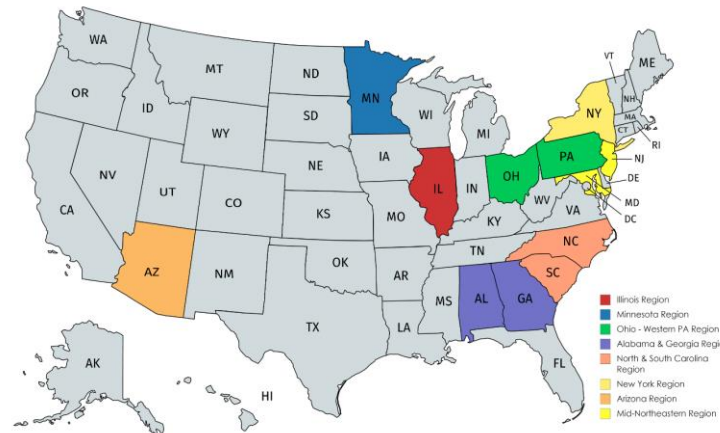 WA
MT
ND
MN
VT
ME
OR
ID
SD
WI
MI
NY
NH
MA
CT
RI
WY
IA
NE
PA
NJ
NV
UT
CO
IL
IN
OH
DE
MD
DC
CA
KS
MO
WV
VA
KY
NC
TN
AZ
NM
OK
AR
SC
MS
AL
GA
TX
LA
FL
AK
HI
Illinois Region
Minnesota Region
Ohio - Western PA Region
Alabama & Georgia Regi
North & South Carolina
Region
New York Region
Arizona Region
Mid-Northeastern Region